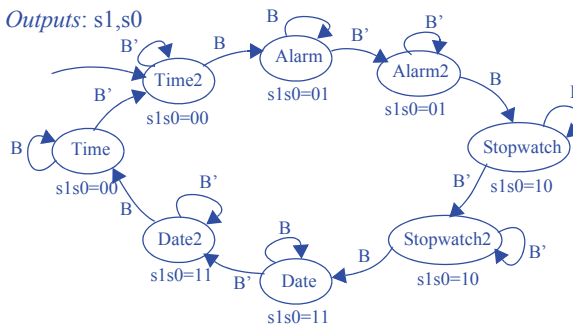 Outputs: s1,s0
B’
Time2
s1s0=00
B
B
Alarm
s1s0=01
B’
B’
Alarm2
s1s0=01
B
Stopwatch
s1s0=10
B’
B
Time
s1s0=00
B’
B
Date2
s1s0=11
B’
B’
B
Date
s1s0=11
B
Stopwatch2
s1s0=10
B’